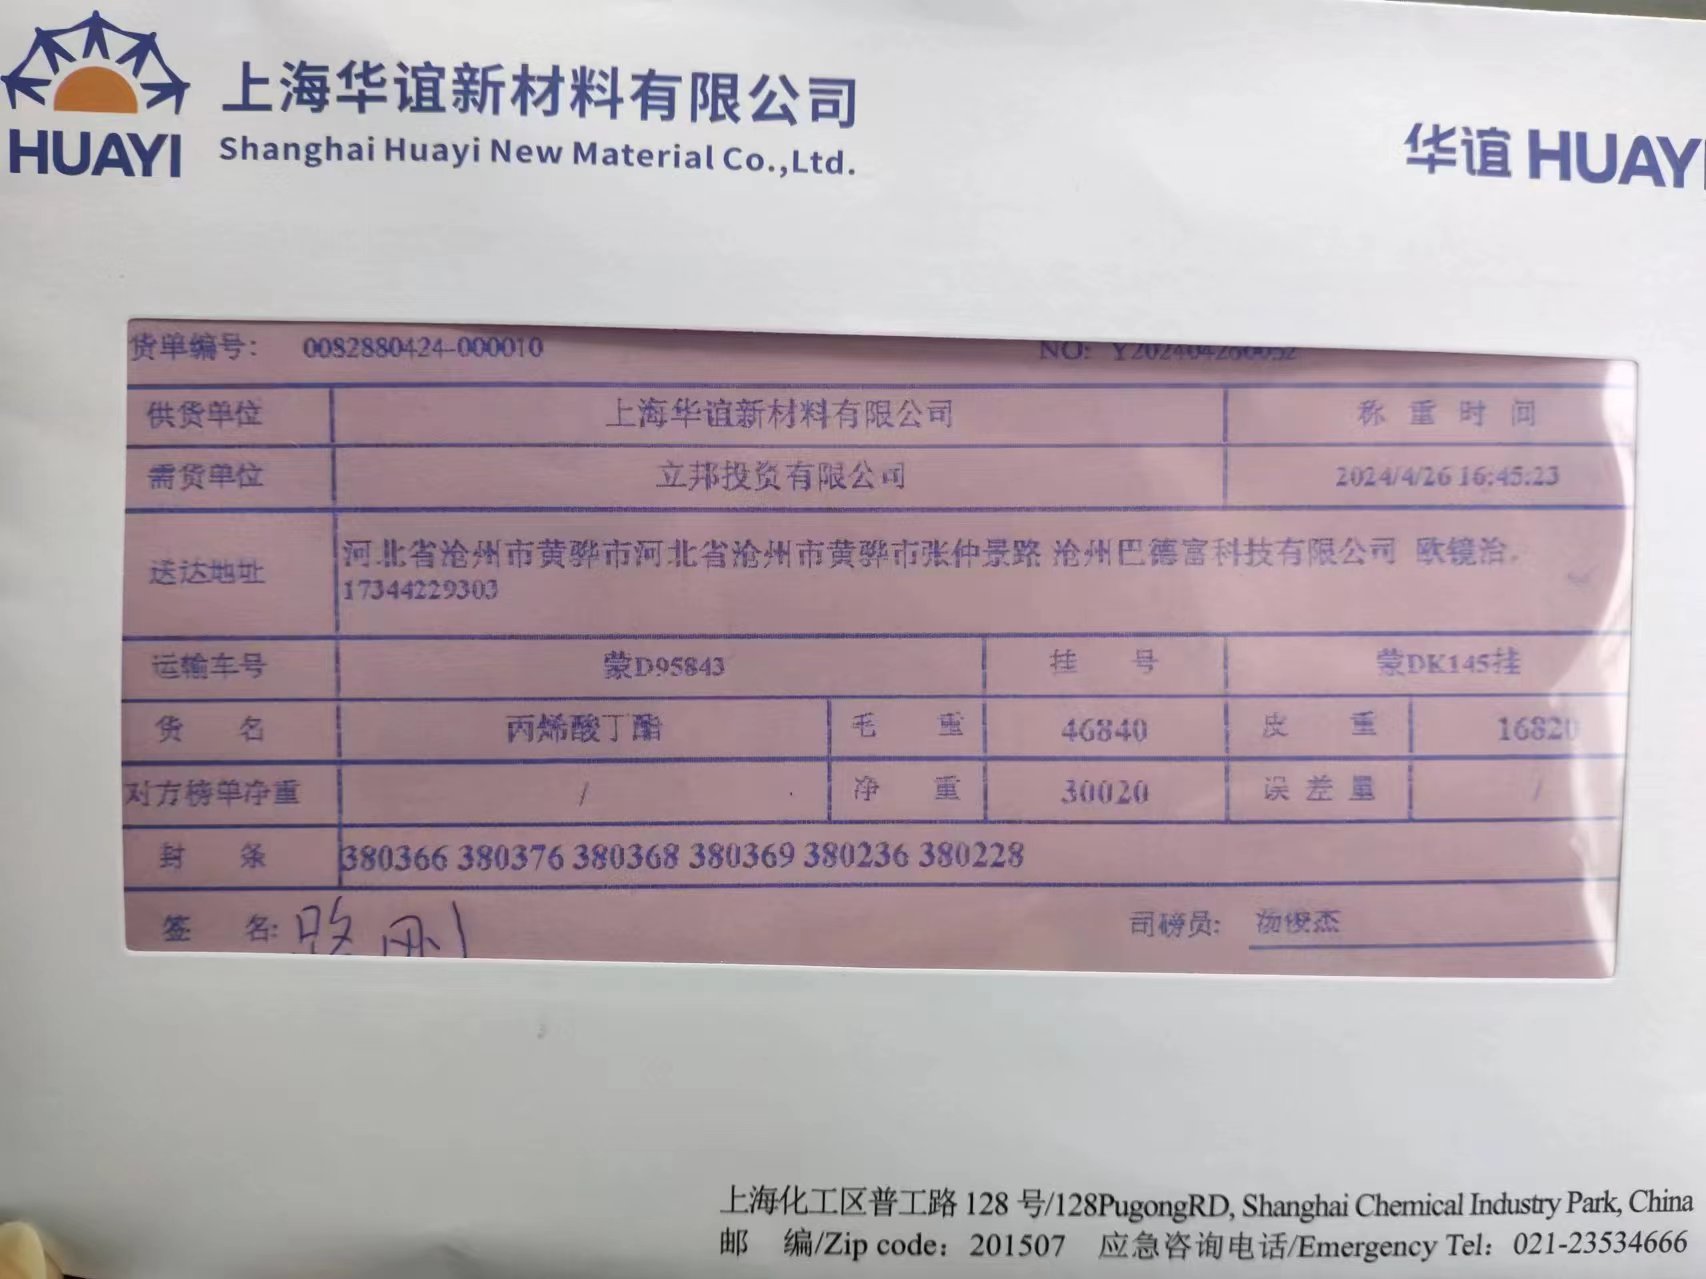 上海华谊新材料有限公司
HUAYI Shanghai Huayi New Material Co.,Ltd.
华谊 HUAYI
货单编号: 0082880424-000010 NO: Y202404260052
供货单位 上海华谊新材料有限公司 称重时间
需货单位 立邦投资有限公司 2024/4/26 16:45:23
送达地址 河北省沧州市黄骅市河北省沧州市黄骅市张仲景路 沧州巴德富科技有限公司 欧镜治,
17344229303
运输车号 蒙D95843 挂 号 蒙DK145挂
货 名 丙烯酸丁酯 毛 重 46840 皮 重 16820
对方榜单净重 / 净 重 30020 误差量 /
封 条 380366 380376 380368 380369 380236 380228
签 名: 路刚 司磅员: 汤俊杰
上海化工区普工路 128 号/128PugongRD, Shanghai Chemical Industry Park, China
邮 编/Zip code: 201507 应急咨询电话/Emergency Tel: 021-23534666